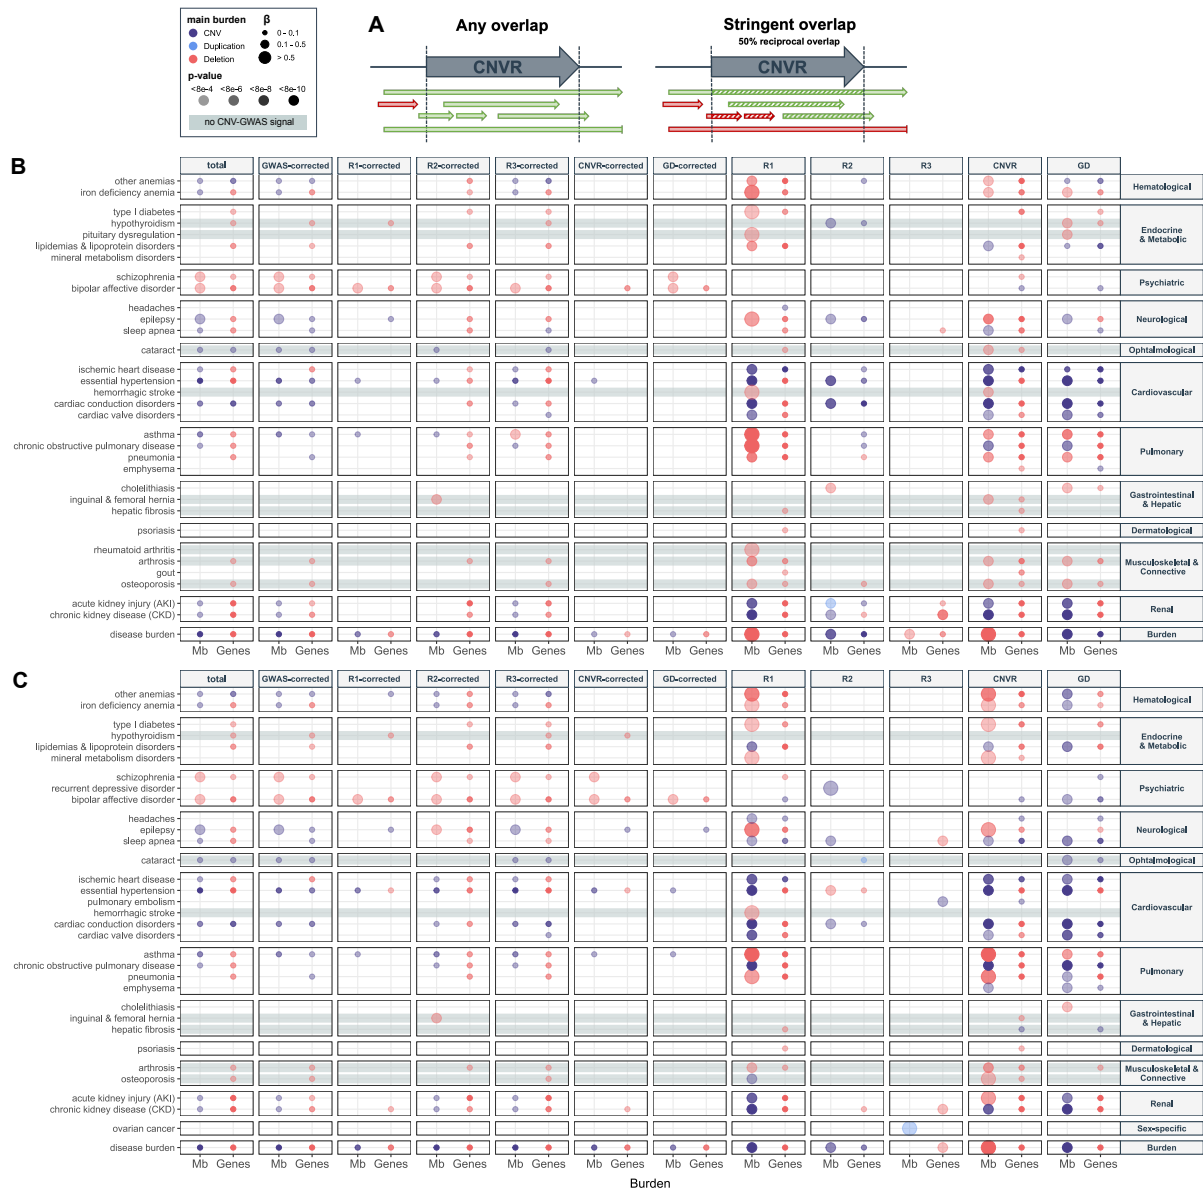 main burden
CNV
Duplication
Deletion
β
0 – 0.1
0.1 – 0.5
> 0.5
p-value
<8e-4 <8e-6 <8e-8 <8e-10
no CNV-GWAS signal
A
Any overlap
CNVR
Stringent overlap
50% reciprocal overlap
CNVR
B
total GWAS-corrected R1-corrected R2-corrected R3-corrected CNVR-corrected GD-corrected R1 R2 R3 CNVR GD
other anemias
iron deficiency anemia
Hematological
type I diabetes
hypothyroidism
pituitary dysregulation
lipidemias & lipoprotein disorders
mineral metabolism disorders
Endocrine
& Metabolic
schizophrenia
bipolar affective disorder
Psychiatric
headaches
epilepsy
sleep apnea
Neurological
cataract
Ophtalmological
ischemic heart disease
essential hypertension
hemorrhagic stroke
cardiac conduction disorders
cardiac valve disorders
Cardiovascular
asthma
chronic obstructive pulmonary disease
pneumonia
emphysema
Pulmonary
cholelithiasis
inguinal & femoral hernia
hepatic fibrosis
Gastrointestinal
& Hepatic
psoriasis
Dermatological
rheumatoid arthritis
arthrosis
gout
osteoporosis
Musculoskeletal &
Connective
acute kidney injury (AKI)
chronic kidney disease (CKD)
Renal
disease burden
Burden
Mb Genes Mb Genes Mb Genes Mb Genes Mb Genes Mb Genes Mb Genes Mb Genes Mb Genes Mb Genes Mb Genes Mb Genes
C
total GWAS-corrected R1-corrected R2-corrected R3-corrected CNVR-corrected GD-corrected R1 R2 R3 CNVR GD
other anemias
iron deficiency anemia
Hematological
type I diabetes
hypothyroidism
lipidemias & lipoprotein disorders
mineral metabolism disorders
Endocrine
& Metabolic
schizophrenia
recurrent depressive disorder
bipolar affective disorder
Psychiatric
headaches
epilepsy
sleep apnea
Neurological
cataract
Ophtalmological
ischemic heart disease
essential hypertension
pulmonary embolism
hemorrhagic stroke
cardiac conduction disorders
cardiac valve disorders
Cardiovascular
asthma
chronic obstructive pulmonary disease
pneumonia
emphysema
Pulmonary
cholelithiasis
inguinal & femoral hernia
hepatic fibrosis
Gastrointestinal
& Hepatic
psoriasis
Dermatological
arthrosis
osteoporosis
Musculoskeletal &
Connective
acute kidney injury (AKI)
chronic kidney disease (CKD)
Renal
ovarian cancer
Sex-specific
disease burden
Burden
Mb Genes Mb Genes Mb Genes Mb Genes Mb Genes Mb Genes Mb Genes Mb Genes Mb Genes Mb Genes Mb Genes Mb Genes
Burden